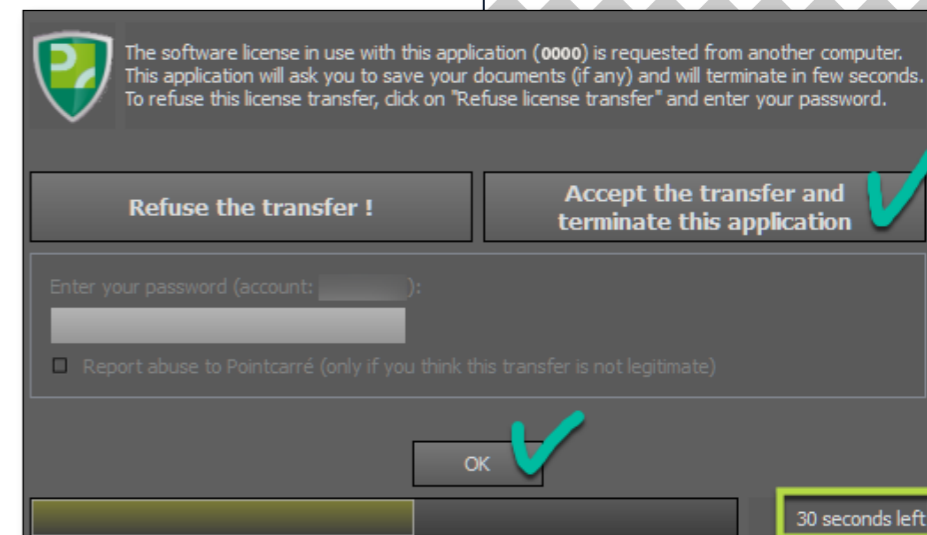 The software license in use with this application (0000) is requested from another computer.
This application will ask you to save your documents (if any) and will terminate in few seconds.
To refuse this license transfer, click on "Refuse license transfer" and enter your password.
Refuse the transfer !
Accept the transfer and
terminate this application
Enter your password (account: ):
Report abuse to Pointcarré (only if you think this transfer is not legitimate)
OK
30 seconds left